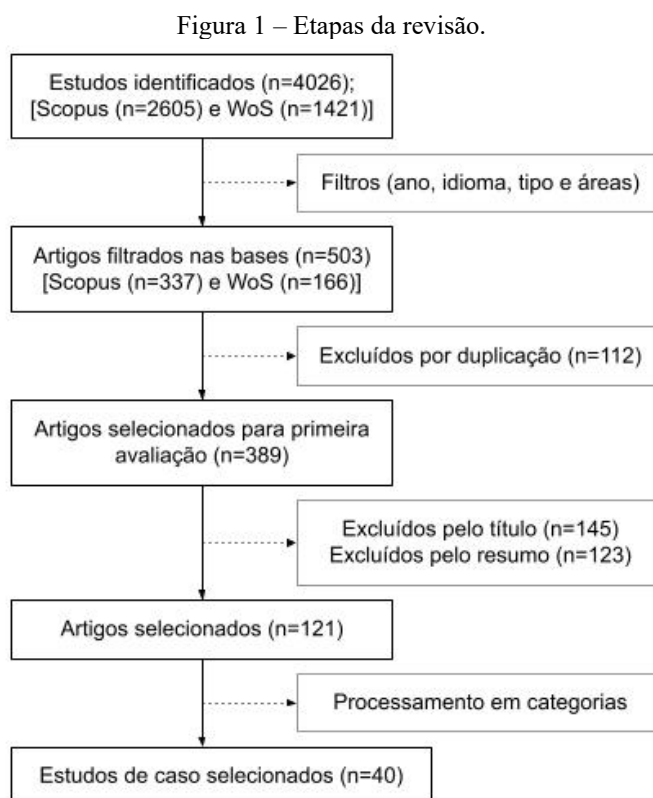 Figura 1 – Etapas da revisão.
Estudos identificados (n=4026);
[Scopus (n=2605) e WoS (n=1421)]
Filtros (ano, idioma, tipo e áreas)
Artigos filtrados nas bases (n=503)
[Scopus (n=337) e WoS (n=166)]
Excluídos por duplicação (n=112)
Artigos selecionados para primeira
avaliação (n=389)
Excluídos pelo título (n=145)
Excluídos pelo resumo (n=123)
Artigos selecionados (n=121)
Processamento em categorias
Estudos de caso selecionados (n=40)